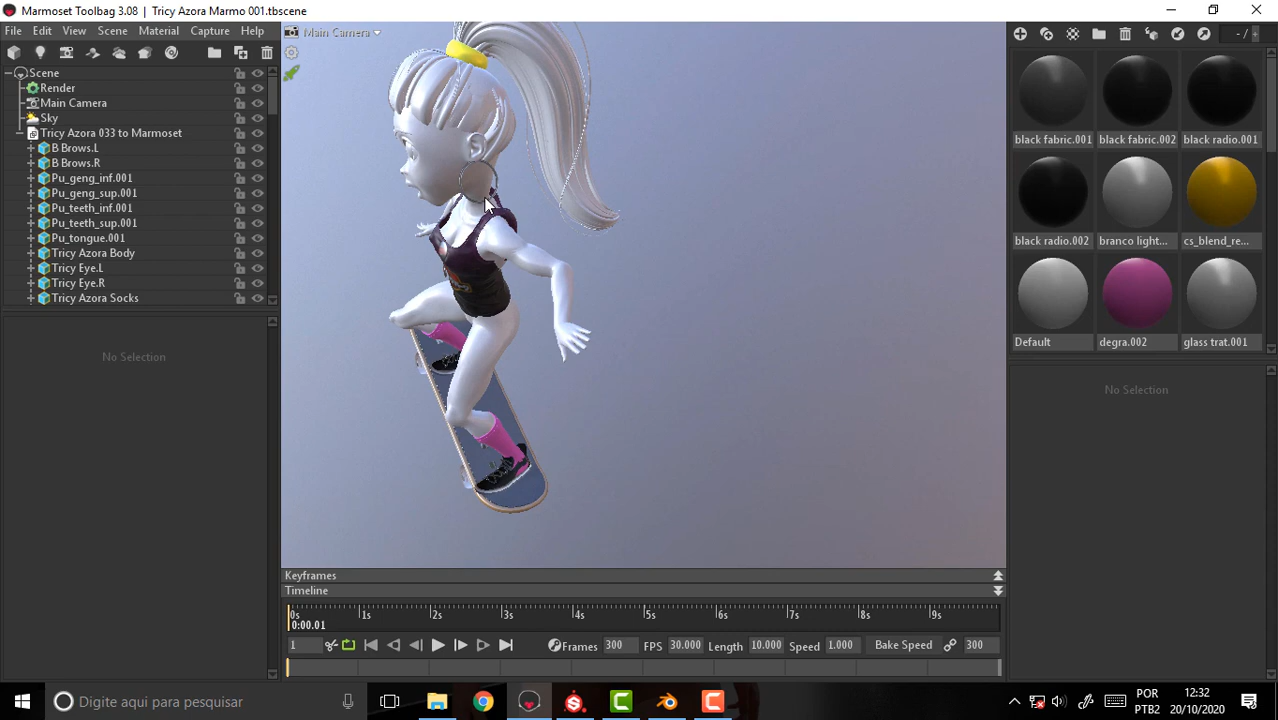 Marmoset Toolbag 3.08 | Tricy Azora Marmo 001.tbscene
File Edit View Scene Material Capture Help
Main Camera
- / +
Scene
Render
Main Camera
Sky
Tricy Azora 033 to Marmoset
B Brows.L
B Brows.R
Pu_geng_inf.001
Pu_geng_sup.001
Pu_teeth_inf.001
Pu_teeth_sup.001
Pu_tongue.001
Tricy Azora Body
Tricy Eye.L
Tricy Eye.R
Tricy Azora Socks
No Selection
black fabric.001 black fabric.002 black radio.001
black radio.002 branco light... cs_blend_re...
Default degra.002 glass trat.001
No Selection
Keyframes
Timeline
0s 1s 2s 3s 4s 5s 6s 7s 8s 9s
0:00.01
1 Frames 300 FPS 30.000 Length 10.000 Speed 1.000 Bake Speed 300
Digite aqui para pesquisar
POR
PTB2
12:32
20/10/2020